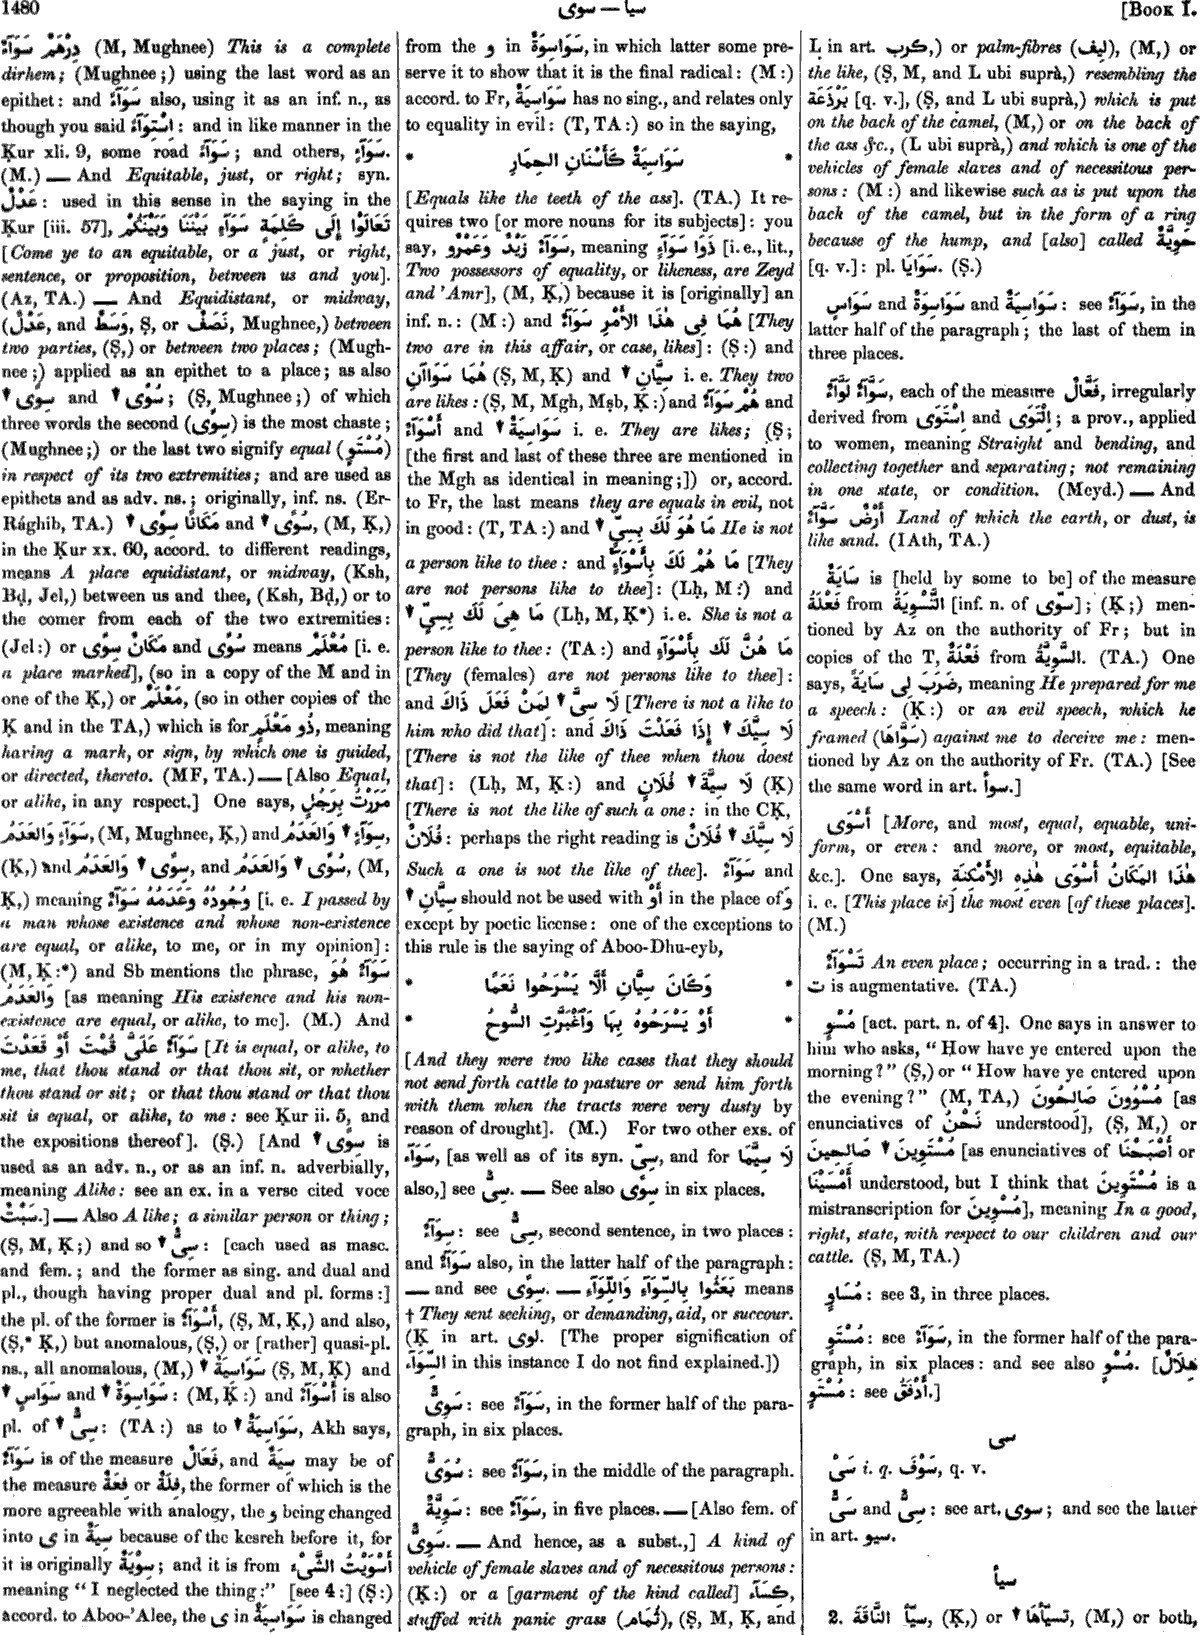 1480
سوى — سيأ
[Book I.
دِرْهَمٌ سَوَآءٌ (M, Mughnee) This is a complete
dirhem; (Mughnee;) using the last word as an
epithet: and سَوَآءً also, using it as an inf. n., as
though you said اِسْتِوَآءً: and in like manner in the
Ḳur xli. 9, some read سَوَآءً; and others, سَوَآءٍ.
(M.) — And Equitable, just, or right; syn.
عَدْلٌ: used in this sense in the saying in the
Ḳur [iii. 57], تَعَالَوْا إِلَى كَلِمَةٍ سَوَآءٍ بَيْنَنَا وَبَيْنَكُمْ
[Come ye to an equitable, or a just, or right,
sentence, or proposition, between us and you].
(Az, TA.) — And Equidistant, or midway,
(عَدْلٌ, and وَسَطٌ, Ṣ, or نَصَفٌ, Mughnee,) between
two parties, (Ṣ,) or between two places; (Mugh-
nee;) applied as an epithet to a place; as also
▼ سِوًى and ▼ سُوًى; (Ṣ, Mughnee;) of which
three words the second (سِوًى) is the most chaste;
(Mughnee;) or the last two signify equal (مُسْتَوٍ)
in respect of its two extremities; and are used as
epithets and as adv. ns.; originally, inf. ns. (Er-
Rághib, TA.) ▼ مَكَانًا سِوًى and ▼ سُوًى, (M, Ḳ,)
in the Ḳur xx. 60, accord. to different readings,
means A place equidistant, or midway, (Ksh,
Bḍ, Jel,) between us and thee, (Ksh, Bḍ,) or to
the comer from each of the two extremities:
(Jel:) or مَكَانٌ سِوًى and سُوًى means مُعْلَمٌ [i. e.
a place marked], (so in a copy of the M and in
one of the Ḳ,) or مَعْلَمٌ, (so in other copies of the
Ḳ and in the TA,) which is for ذُو مَعْلَمٍ, meaning
having a mark, or sign, by which one is guided,
or directed, thereto. (MF, TA.) — [Also Equal,
or alike, in any respect.] One says, مَرَرْتُ بِرَجُلٍ
سَوَآءٍ وَالعَدَمُ, (M, Mughnee, Ḳ,) and سِوَآءٍ ▼ وَالعَدَمُ,
(Ḳ,) and سِوًى ▼ وَالعَدَمُ, and سُوًى ▼ وَالعَدَمُ, (M,
Ḳ,) meaning وُجُودُهُ وَعَدَمُهُ سَوَآءٌ [i. e. I passed by
a man whose existence and whose non-existence
are equal, or alike, to me, or in my opinion]:
(M, Ḳ:*) and Sb mentions the phrase, سَوَآءٌ هُوَ
وَالعَدَمُ [as meaning His existence and his non-
existence are equal, or alike, to me]. (M.) And
سَوَآءٌ عَلَىَّ قُمْتَ أَوْ قَعَدْتَ [It is equal, or alike, to
me, that thou stand or that thou sit, or whether
thou stand or sit; or that thou stand or that thou
sit is equal, or alike, to me: see Ḳur ii. 5, and
the expositions thereof]. (Ṣ.) [And ▼ سِوًى is
used as an adv. n., or as an inf. n. adverbially,
meaning Alike: see an ex. in a verse cited voce
سَبْتٌ.] — Also A like; a similar person or thing;
(Ṣ, M, Ḳ;) and so ▼ سِىٌّ: [each used as masc.
and fem.; and the former as sing. and dual and
pl., though having proper dual and pl. forms:]
the pl. of the former is أَسْوَآءٌ, (Ṣ, M, Ḳ,) and also,
(Ṣ,* Ḳ,) but anomalous, (Ṣ,) or [rather] quasi-pl.
ns., all anomalous, (M,) ▼ سَوَاسِيَةٌ (Ṣ, M, Ḳ) and
▼ سَوَاسٍ and ▼ سَوَاسِوَةٌ: (M, Ḳ:) and أَسْوَآءٌ is also
pl. of ▼ سِىٌّ: (TA:) as to ▼ سَوَاسِيَةٌ, Akh says,
سَوَآءٌ is of the measure فَعَالٌ, and سِيَةٌ may be of
the measure فِعَةٌ or فِلَةٌ, the former of which is the
more agreeable with analogy, the و being changed
into ى in سِيَةٌ because of the kesreh before it, for
it is originally سِوْيَةٌ; and it is from أَسْوَيْتُ الشَّىْءَ
meaning “I neglected the thing:” [see 4:] (Ṣ:)
accord. to Aboo-’Alee, the ى in سَوَاسِيَةٌ is changed
from the و in سَوَاسِوَةٌ, in which latter some pre-
serve it to show that it is the final radical: (M:)
accord. to Fr, سَوَاسِيَةٌ has no sing., and relates only
to equality in evil: (T, TA:) so in the saying,
* سَوَاسِيَةٌ كَأَسْنَانِ الحِمَارِ *
[Equals like the teeth of the ass]. (TA.) It re-
quires two [or more nouns for its subjects]: you
say, سَوَآءٌ زَيْدٌ وَعَمْرٌو, meaning ذَوَا سَوَآءٍ [i. e., lit.,
Two possessors of equality, or likeness, are Zeyd
and ’Amr], (M, Ḳ,) because it is [originally] an
inf. n.: (M:) and هُمَا فِى هٰذَا الأَمْرِ سَوَآءٌ [They
two are in this affair, or case, likes]: (Ṣ:) and
هُمَا سَوَاآنِ (Ṣ, M, Ḳ) and ▼ سِيَّانِ i. e. They two
are likes: (Ṣ, M, Mgh, Mṣb, Ḳ:) and هُمْ سَوَآءٌ and
أَسْوَآءٌ and ▼ سَوَاسِيَةٌ i. e. They are likes; (Ṣ;
[the first and last of these three are mentioned in
the Mgh as identical in meaning;]) or, accord.
to Fr, the last means they are equals in evil, not
in good: (T, TA:) and ▼ مَا هُوَ لَكَ بِسِىٍّ He is not
a person like to thee: and مَا هُمْ لَكَ بِأَسْوَآءٍ [They
are not persons like to thee]: (Lḥ, M:) and
▼ مَا هِىَ لَكَ بِسِىٍّ (Lḥ, M, Ḳ*) i. e. She is not a
person like to thee: (TA:) and مَا هُنَّ لَكَ بِأَسْوَآءٍ
[They (females) are not persons like to thee]:
and لَا سِىَّ ▼ لِمَنْ فَعَلَ ذَاكَ [There is not a like to
him who did that]: and لَا سِيَّكَ ▼ إِذَا فَعَلْتَ ذَاكَ
[There is not the like of thee when thou doest
that]: (Lḥ, M, Ḳ:) and لَا سِيَّةَ ▼ فُلَانٍ (Ḳ)
[There is not the like of such a one: in the CḲ,
فُلَانٌ: perhaps the right reading is لَا سِيَّكَ ▼ فُلَانٌ
Such a one is not the like of thee]. سَوَآءٌ and
▼ سِيَّانِ should not be used with أَوْ in the place of وَ
except by poetic license: one of the exceptions to
this rule is the saying of Aboo-Dhu-eyb,
* وَكَانَ سِيَّانِ أَلَّا يَسْرَحُوا نَعَمًا *
* أَوْ يَسْرَحُوهُ بِهَا وَٱغْبَرَّتِ السُّوحُ *
[And they were two like cases that they should
not send forth cattle to pasture or send him forth
with them when the tracts were very dusty by
reason of drought]. (M.) For two other exs. of
سَوَآء, [as well as of its syn. سِىّ, and for لَا سِيَّمَا
also,] see سِىٌّ. — See also سِوًى in six places.
سِوَآءٌ: see سِىٌّ, second sentence, in two places:
and سَوَآءٌ also, in the latter half of the paragraph:
— and see سِوًى. — بَعَثُوا بِالسِّوَآءِ وَاللِّوَآءِ means
† They sent seeking, or demanding, aid, or succour.
(Ḳ in art. لوى. [The proper signification of
السِّوَآء in this instance I do not find explained.])
سَوِىٌّ: see سَوَآءٌ, in the former half of the para-
graph, in six places.
سُوَىٌّ: see سَوَآءٌ, in the middle of the paragraph.
سَوِيَّةٌ: see سَوَآءٌ, in five places. — [Also fem. of
سَوِىٌّ. — And hence, as a subst.,] A kind of
vehicle of female slaves and of necessitous persons:
(Ḳ:) or a [garment of the kind called] كِسَآء,
stuffed with panic grass (ثُمَام), (Ṣ, M, Ḳ, and
L in art. كرب,) or palm-fibres (لِيف), (M,) or
the like, (Ṣ, M, and L ubi suprà,) resembling the
بَرْذَعَة [q. v.], (Ṣ, and L ubi suprà,) which is put
on the back of the camel, (M,) or on the back of
the ass &c., (L ubi suprà,) and which is one of the
vehicles of female slaves and of necessitous per-
sons: (M:) and likewise such as is put upon the
back of the camel, but in the form of a ring
because of the hump, and [also] called حَوِيَّةٌ
[q. v.]: pl. سَوَايَا. (Ṣ.)
سَوَاسٍ and سَوَاسِوَةٌ and سَوَاسِيَةٌ: see سَوَآءٌ, in the
latter half of the paragraph; the last of them in
three places.
سَوَّآءٌ لَوَّآءٌ, each of the measure فَعَّالٌ, irregularly
derived from اِسْتَوَى and اِلْتَوَى; a prov., applied
to women, meaning Straight and bending, and
collecting together and separating; not remaining
in one state, or condition. (Meyd.) — And
أَرْضٌ سَوَّآءٌ Land of which the earth, or dust, is
like sand. (IAth, TA.)
سَايَةٌ is [held by some to be] of the measure
فَعْلَةٌ from التَّسْوِيَةُ [inf. n. of سوّى]; (Ḳ;) men-
tioned by Az on the authority of Fr; but in
copies of the T, فَعْلَةٌ from السَّوِيَّةُ. (TA.) One
says, ضَرَبَ لِى سَايَةً, meaning He prepared for me
a speech: (Ḳ:) or an evil speech, which he
framed (سَوَّاهَا) against me to deceive me: men-
tioned by Az on the authority of Fr. (TA.) [See
the same word in art. سوأ.]
أَسْوَى [More, and most, equal, equable, uni-
form, or even: and more, or most, equitable,
&c.]. One says, هٰذَا المَكَانُ أَسْوَى هٰذِهِ الأَمْكِنَةِ
i. e. [This place is] the most even [of these places].
(M.)
تَسْوَآءٌ An even place; occurring in a trad.: the
ت is augmentative. (TA.)
مُسْوٍ [act. part. n. of 4]. One says in answer to
him who asks, “How have ye entered upon the
morning?” (Ṣ,) or “How have ye entered upon
the evening?” (M, TA,) مُسْوُونَ صَالِحُونَ [as
enunciatives of نَحْنُ understood], (Ṣ, M,) or
مُسْتَوِينَ ▼ صَالِحِينَ [as enunciatives of أَصْبَحْنَا or
أَمْسَيْنَا understood, but I think that مُسْتَوِينَ is a
mistranscription for مُسْوِينَ], meaning In a good,
right, state, with respect to our children and our
cattle. (Ṣ, M, TA.)
مُسَاوٍ: see 3, in three places.
مُسْتَوٍ: see سَوَآءٌ, in the former half of the para-
graph, in six places: and see also مُسْوٍ. [هِلَالٌ
مُسْتَوٍ: see أَدْفَقُ.]
سى
سَىْ i. q. سَوْفَ, q. v.
سَىٌّ and سِىٌّ: see art. سوى; and see the latter
in art. سيو.
سيأ
2. سيّأ النَّاقَةَ, (Ḳ,) or ▼ تسيّأهَا, (M,) or both,